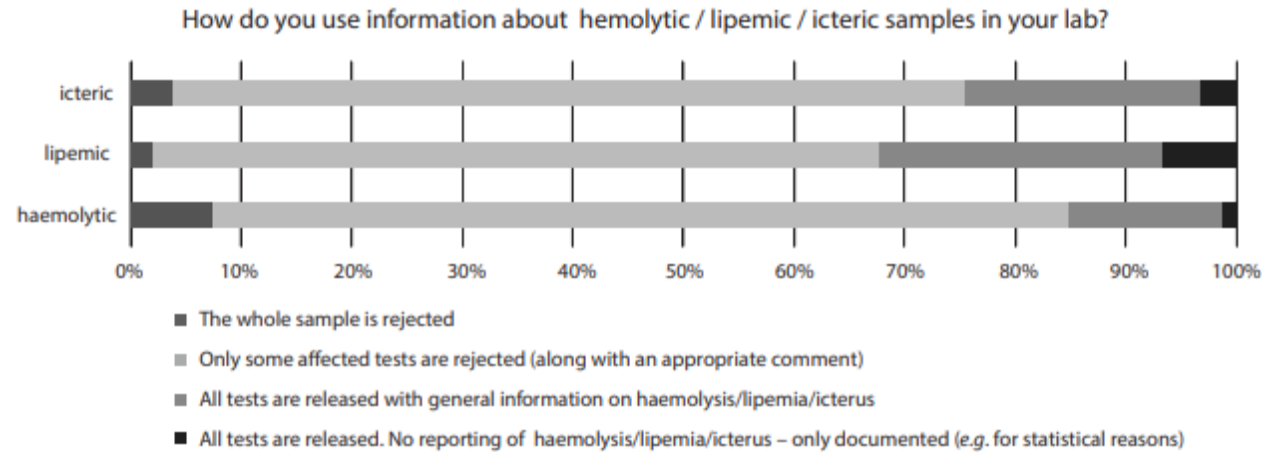 How do you use information about hemolytic / lipemic / icteric samples in your lab?
icteric
lipemic
haemolytic
0% 10% 20% 30% 40% 50% 60% 70% 80% 90% 100%
The whole sample is rejected
Only some affected tests are rejected (along with an appropriate comment)
All tests are released with general information on haemolysis/lipemia/icterus
All tests are released. No reporting of haemolysis/lipemia/icterus – only documented (e.g. for statistical reasons)